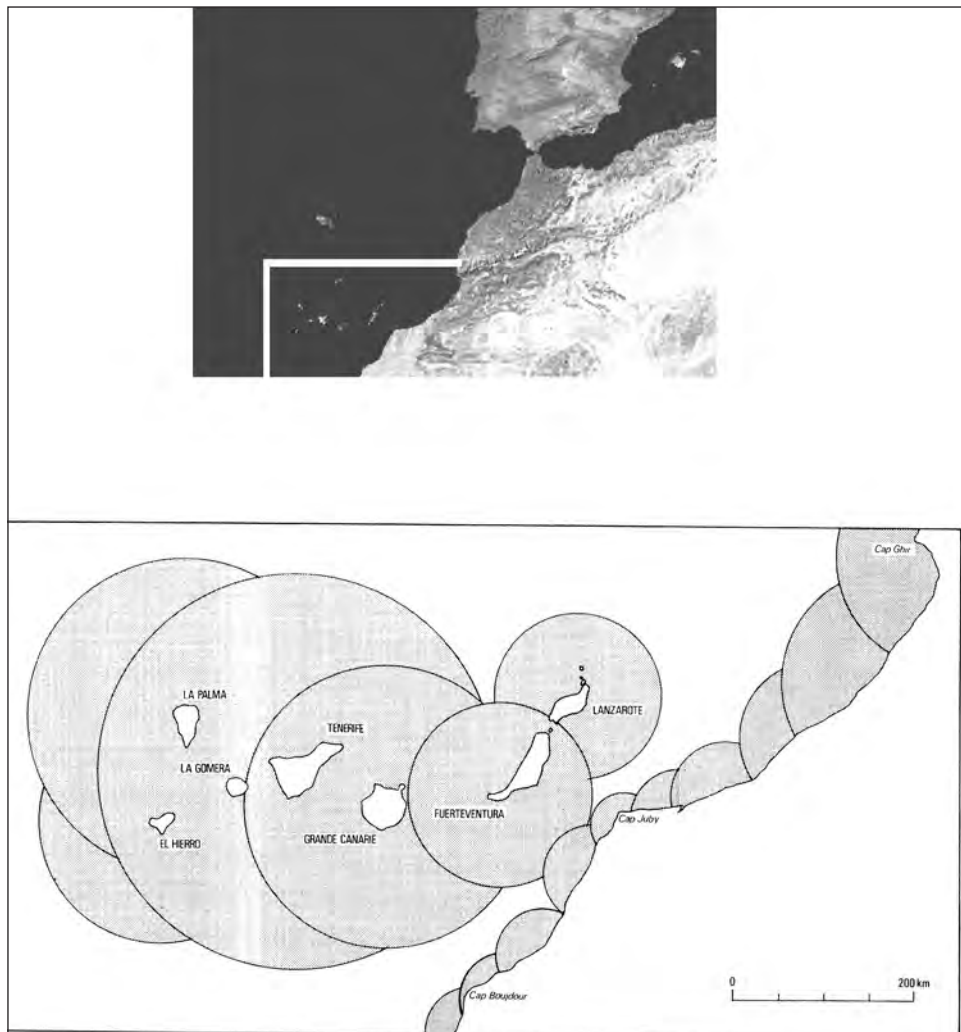 Cap Ghir
LA PALMA
LANZAROTE
TENERIFE
LA GOMERA
FUERTEVENTURA
Cap Juby
GRANDE CANARIE
EL HIERRO
0
200 km
Cap Boujdour